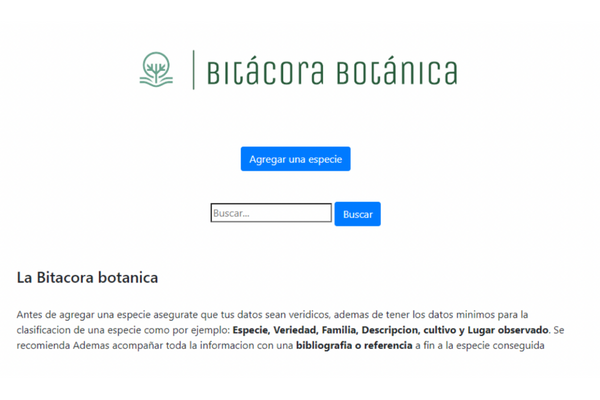 Bitácora Botánica
Agregar una especie
Buscar... Buscar
La Bitacora botanica
Antes de agregar una especie asegurate que tus datos sean veridicos, ademas de tener los datos minimos para la
clasificacion de una especie como por ejemplo: Especie, Veriedad, Familia, Descripcion, cultivo y Lugar observado. Se
recomienda Ademas acompañar toda la informacion con una bibliografia o referencia a fin a la especie conseguida